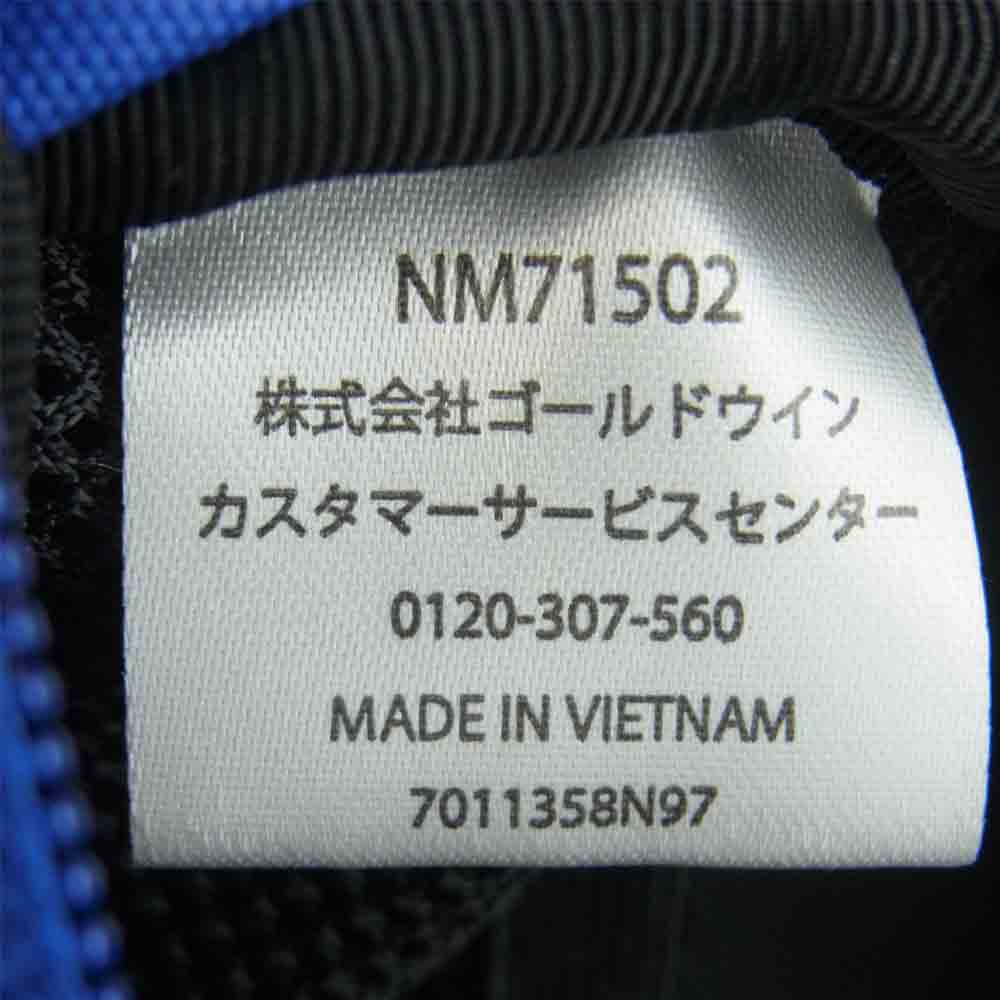 NM71502
株式会社ゴールドウイン
カスタマーサービスセンター
0120-307-560
MADE IN VIETNAM
7011358N97